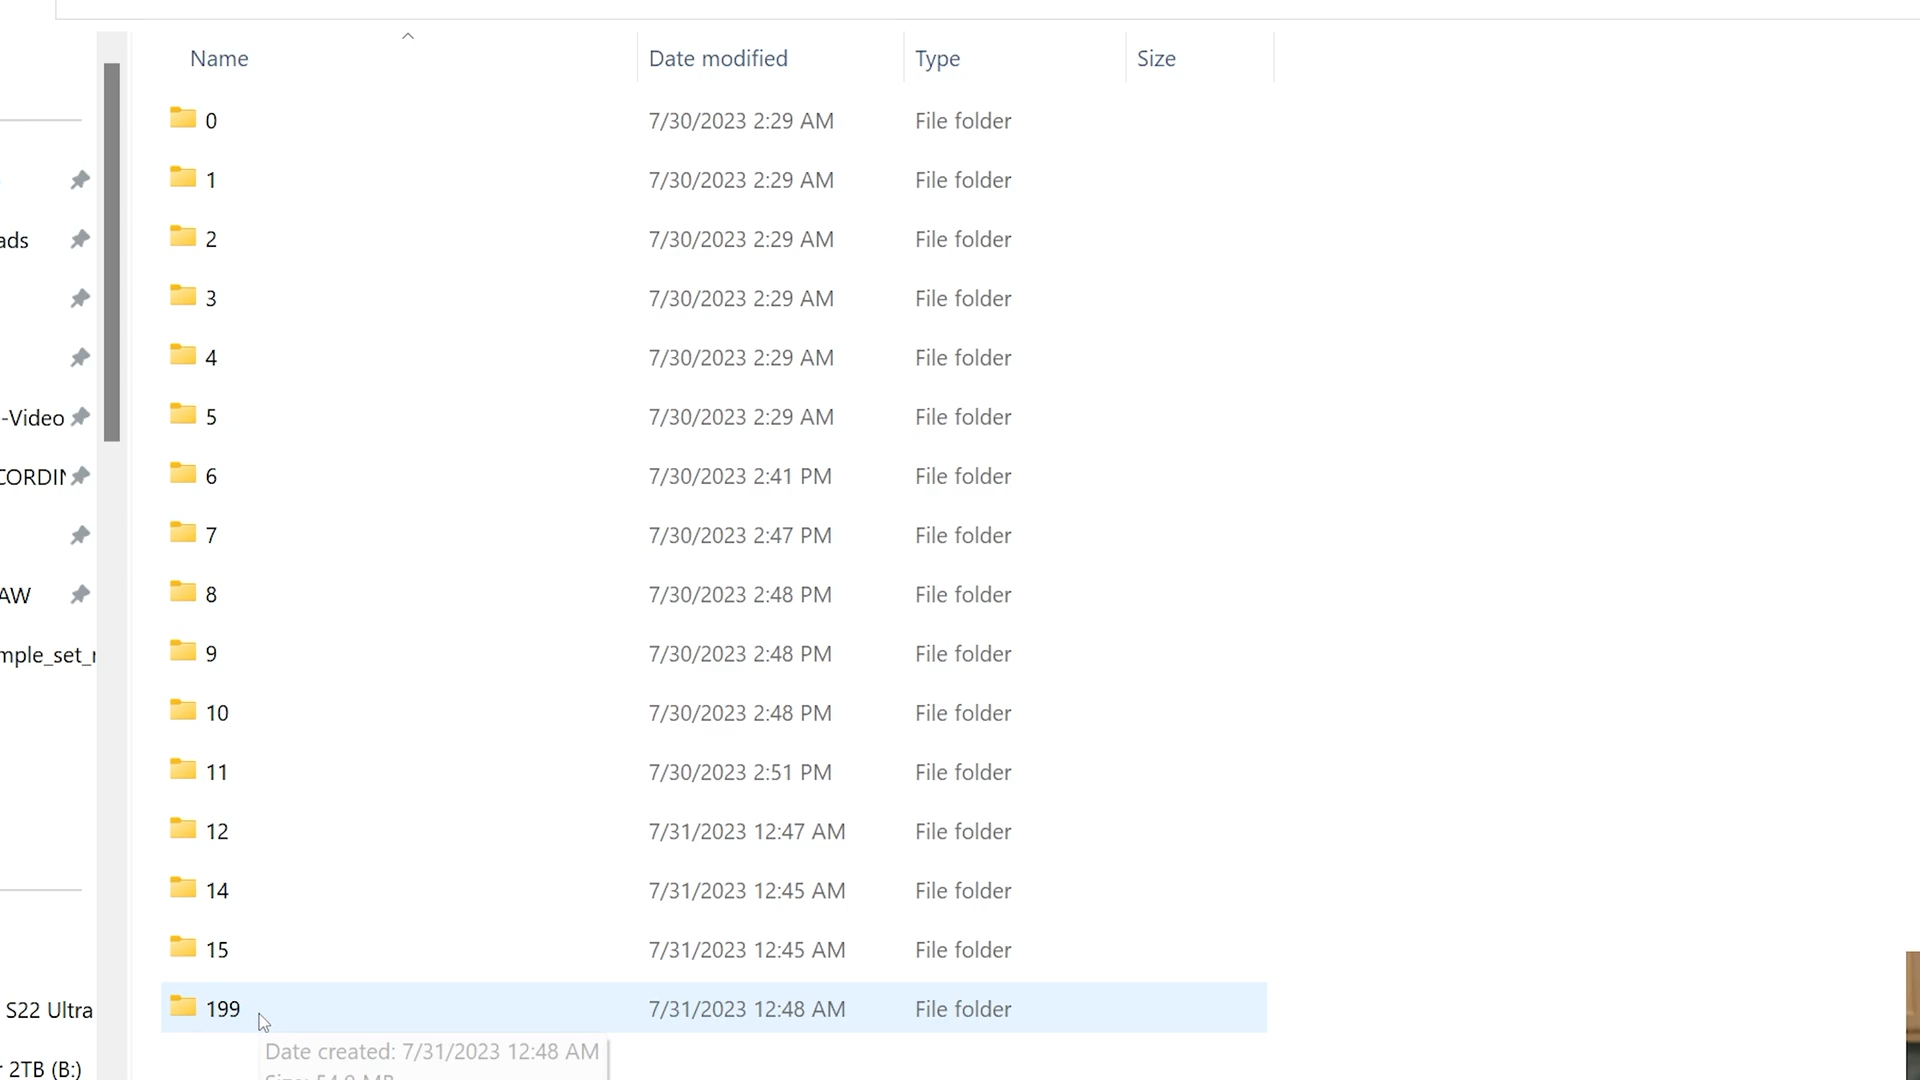 Name Date modified Type Size
0 7/30/2023 2:29 AM File folder
1 7/30/2023 2:29 AM File folder
ads 2 7/30/2023 2:29 AM File folder
3 7/30/2023 2:29 AM File folder
4 7/30/2023 2:29 AM File folder
-Video 5 7/30/2023 2:29 AM File folder
CORDIN 6 7/30/2023 2:41 PM File folder
7 7/30/2023 2:47 PM File folder
AW 8 7/30/2023 2:48 PM File folder
mple_set_r 9 7/30/2023 2:48 PM File folder
10 7/30/2023 2:48 PM File folder
11 7/30/2023 2:51 PM File folder
12 7/31/2023 12:47 AM File folder
14 7/31/2023 12:45 AM File folder
15 7/31/2023 12:45 AM File folder
S22 Ultra 199 7/31/2023 12:48 AM File folder
Date created: 7/31/2023 12:48 AM
2TB (B:)